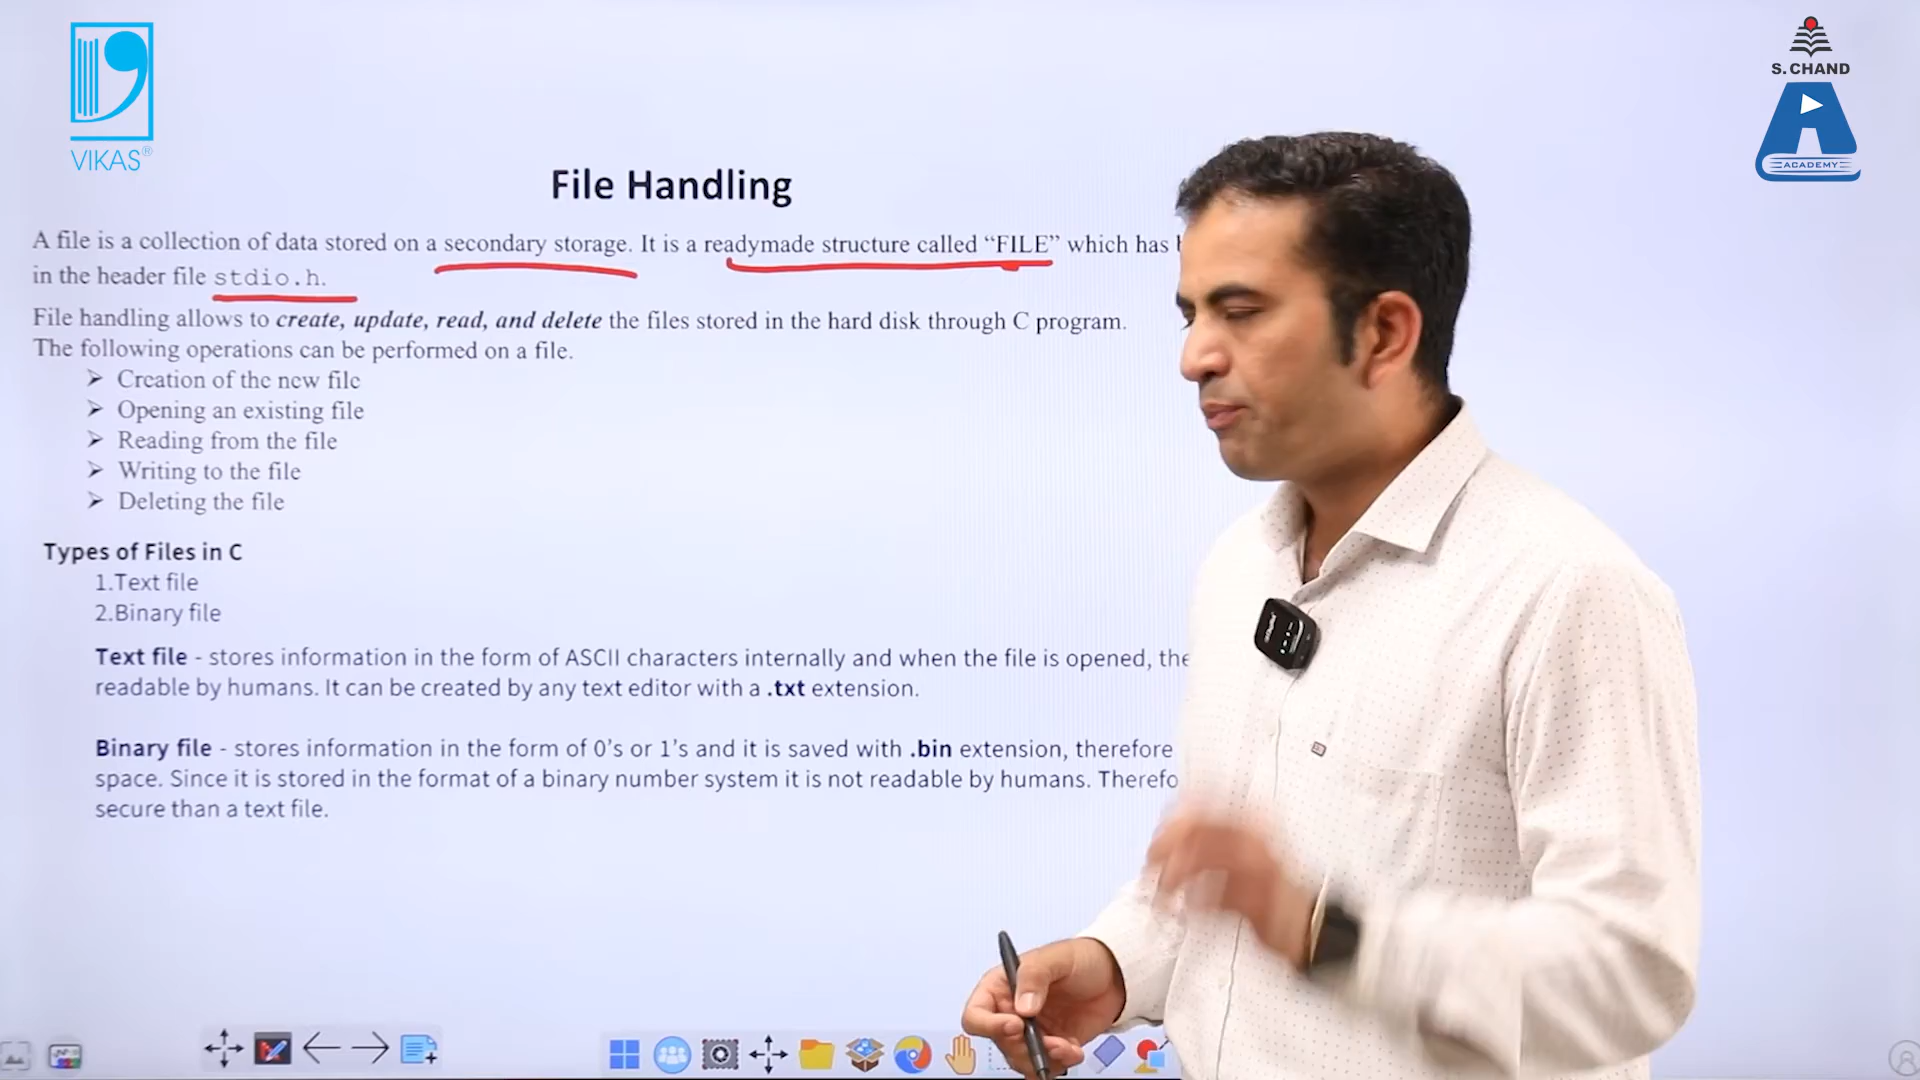 VIKAS®
S. CHAND
ACADEMY
File Handling
A file is a collection of data stored on a secondary storage. It is a readymade structure called “FILE” which has
in the header file stdio.h.
File handling allows to create, update, read, and delete the files stored in the hard disk through C program.
The following operations can be performed on a file.
➢ Creation of the new file
➢ Opening an existing file
➢ Reading from the file
➢ Writing to the file
➢ Deleting the file
Types of Files in C
1.Text file
2.Binary file
Text file - stores information in the form of ASCII characters internally and when the file is opened, the
readable by humans. It can be created by any text editor with a .txt extension.
Binary file - stores information in the form of 0’s or 1’s and it is saved with .bin extension, therefore
space. Since it is stored in the format of a binary number system it is not readable by humans. Therefo
secure than a text file.